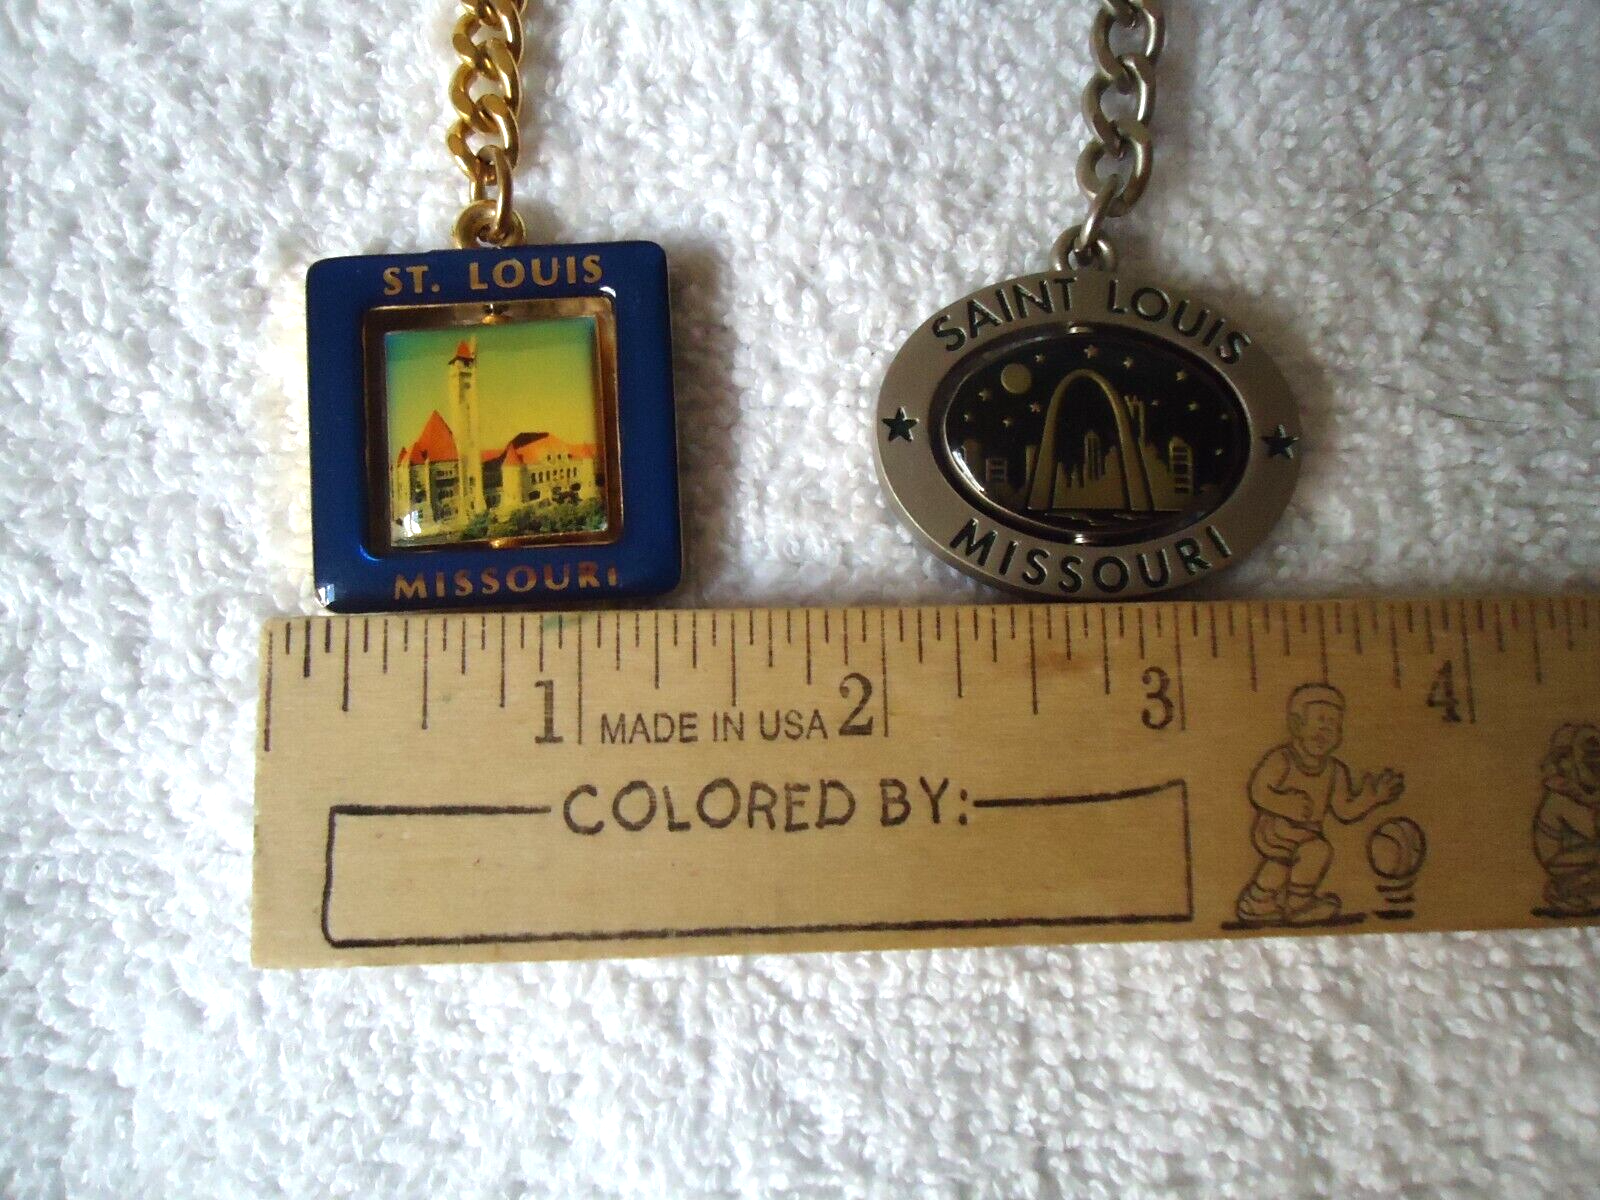 ST. LOUIS
MISSOURI
SAINT LOUIS
MISSOURI
1 MADE IN USA 2 3 4
COLORED BY: